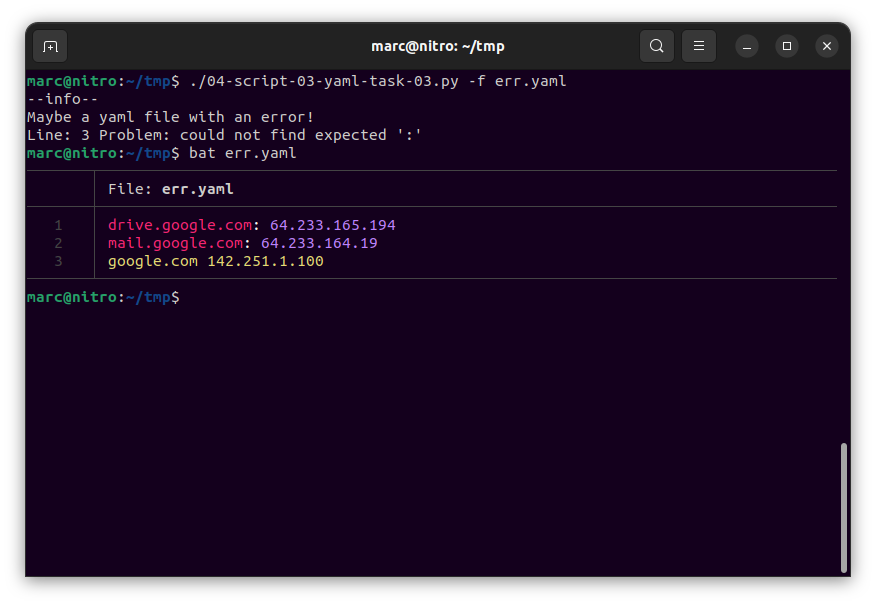 marc@nitro: ~/tmp
marc@nitro:~/tmp$ ./04-script-03-yaml-task-03.py -f err.yaml
--info--
Maybe a yaml file with an error!
Line: 3 Problem: could not find expected ':'
marc@nitro:~/tmp$ bat err.yaml
File: err.yaml
1 drive.google.com: 64.233.165.194
2 mail.google.com: 64.233.164.19
3 google.com 142.251.1.100
marc@nitro:~/tmp$